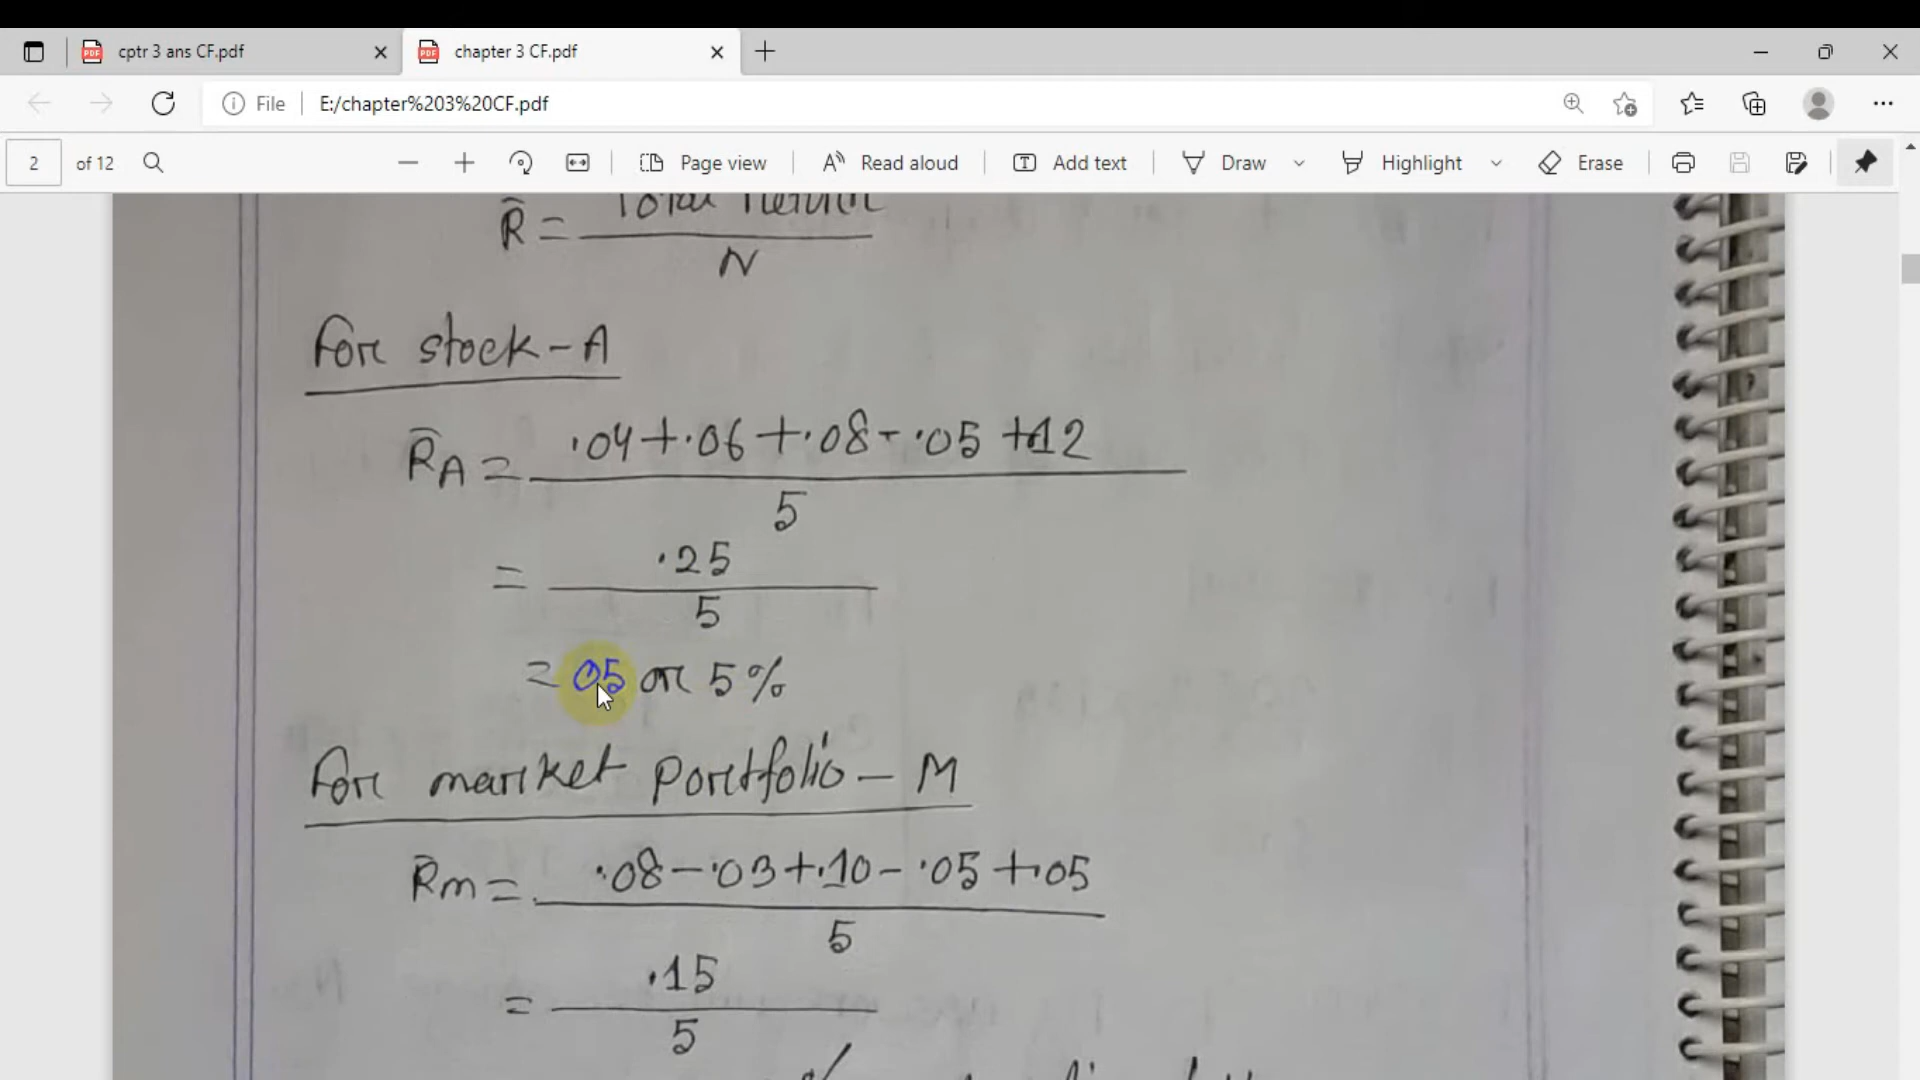 cptr 3 ans CF.pdf
chapter 3 CF.pdf
File E:/chapter%203%20CF.pdf
2 of 12 Page view Read aloud Add text Draw Highlight Erase
R̄ = Total Return
N
For stock - A
R̄A = .04+.06+.08-.05+.12
5
= .25
5
= 05 or 5%
For market portfolio - M
R̄m = .08-.03+.10-.05+.05
5
= .15
5